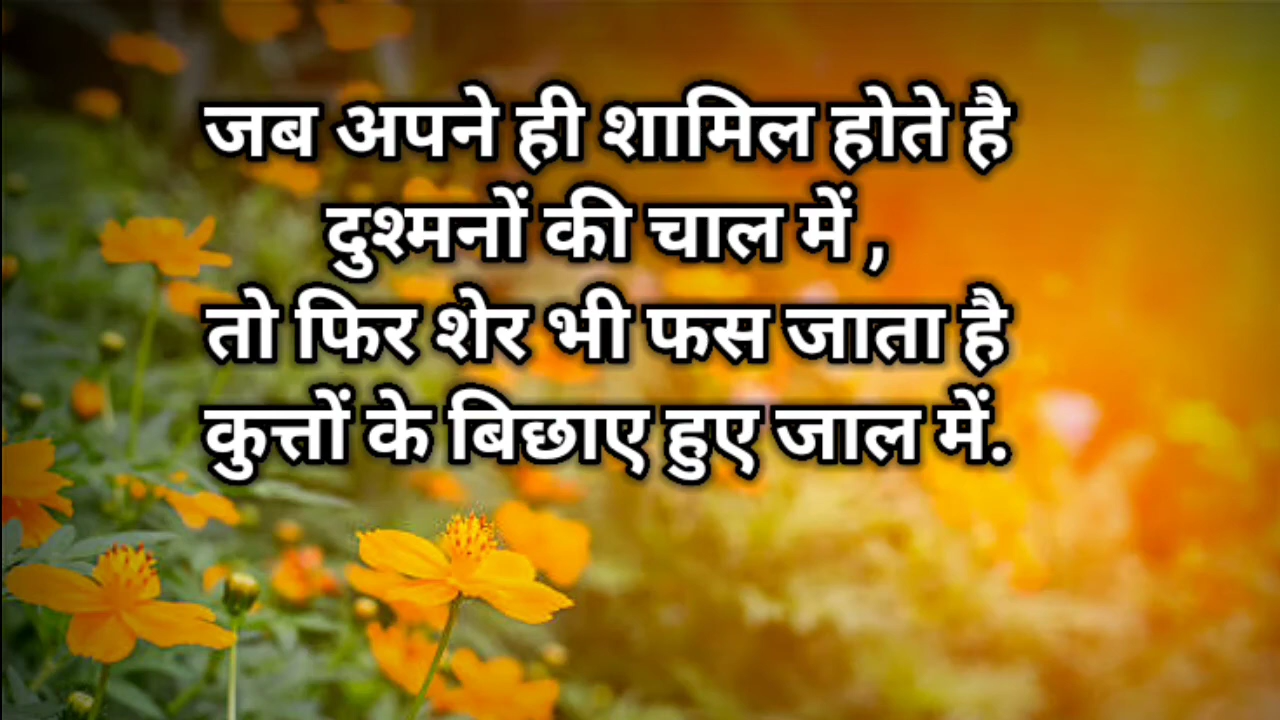 जब अपने ही शामिल होते है
दुश्मनों की चाल में ,
तो फिर शेर भी फस जाता है
कुत्तों के बिछाए हुए जाल में.